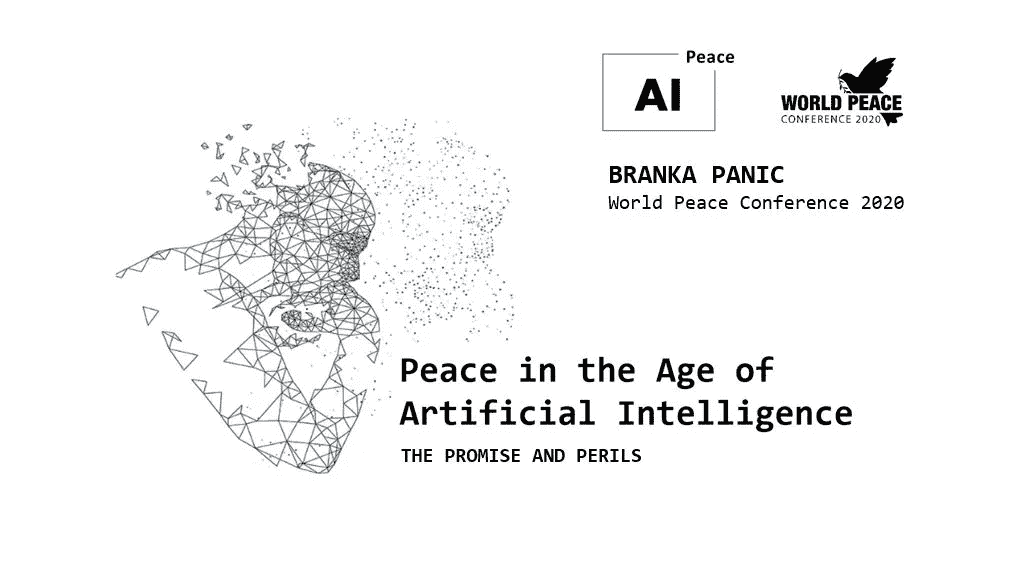 Peace
AI
WORLD PEACE
CONFERENCE 2020
BRANKA PANIC
World Peace Conference 2020
Peace in the Age of
Artificial Intelligence
THE PROMISE AND PERILS